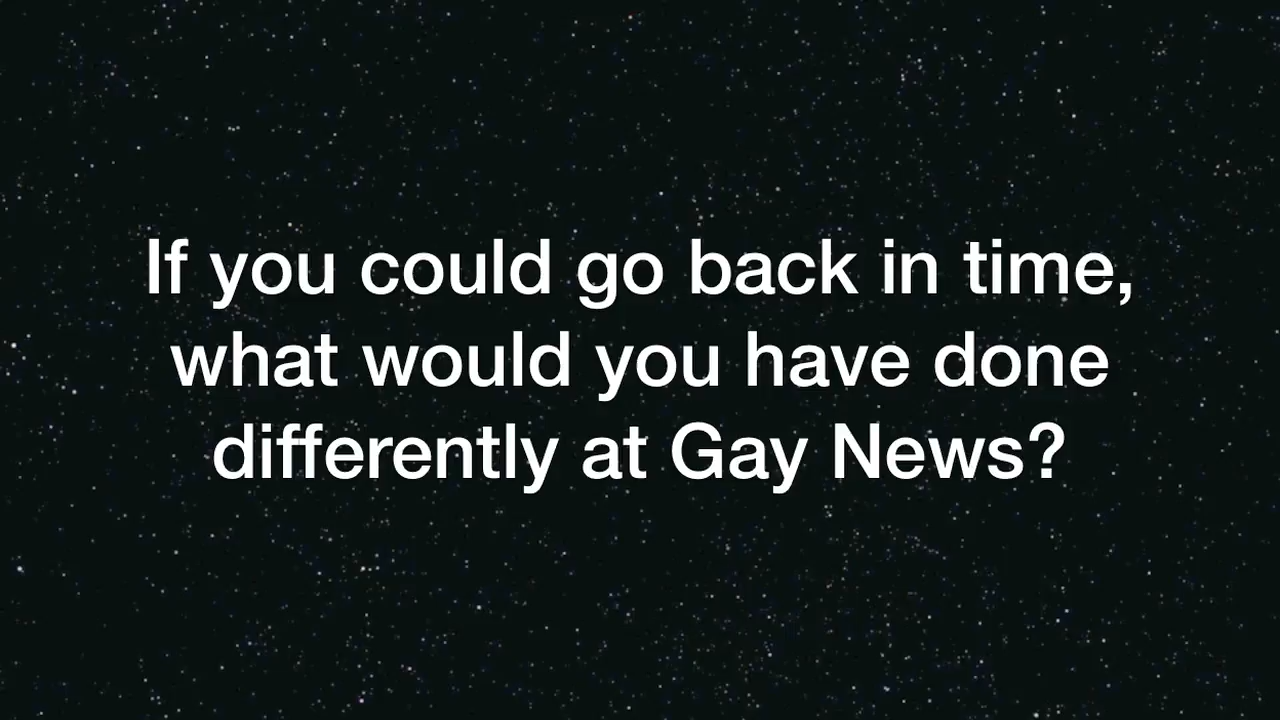 If you could go back in time,
what would you have done
differently at Gay News?